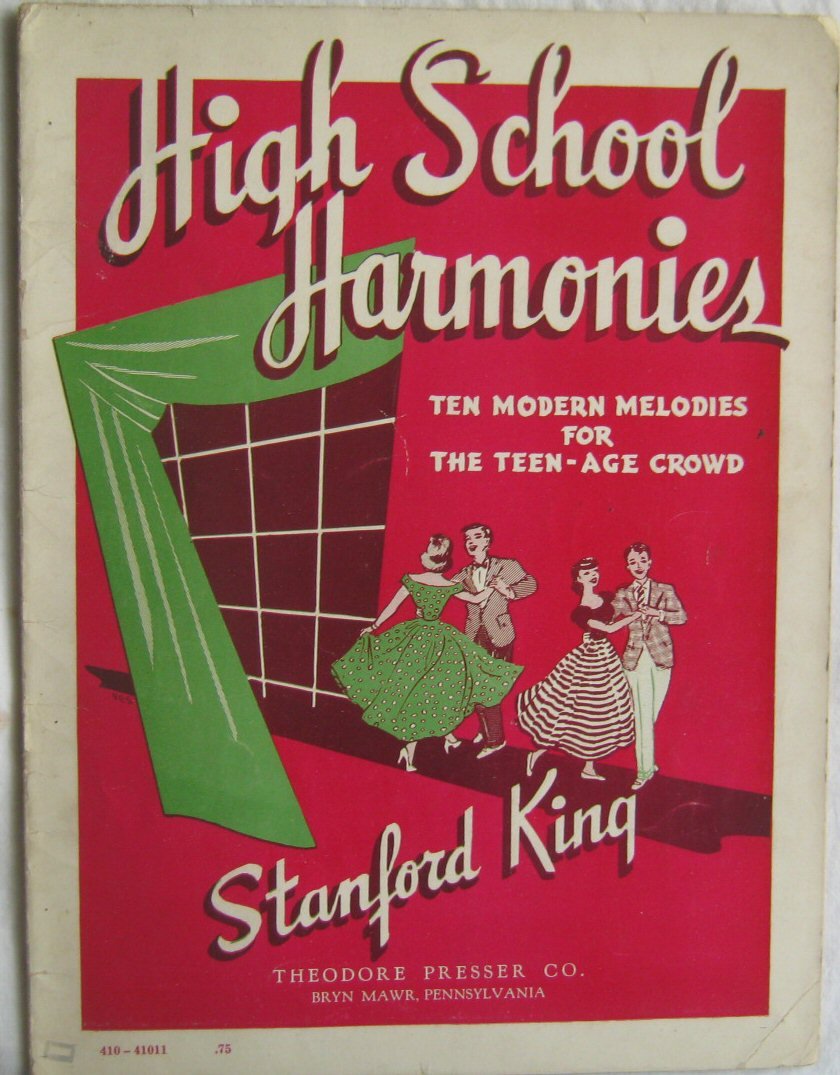 High School
Harmonies
TEN MODERN MELODIES
FOR
THE TEEN-AGE CROWD
Stanford King
THEODORE PRESSER CO.
BRYN MAWR, PENNSYLVANIA
410-41011 .75